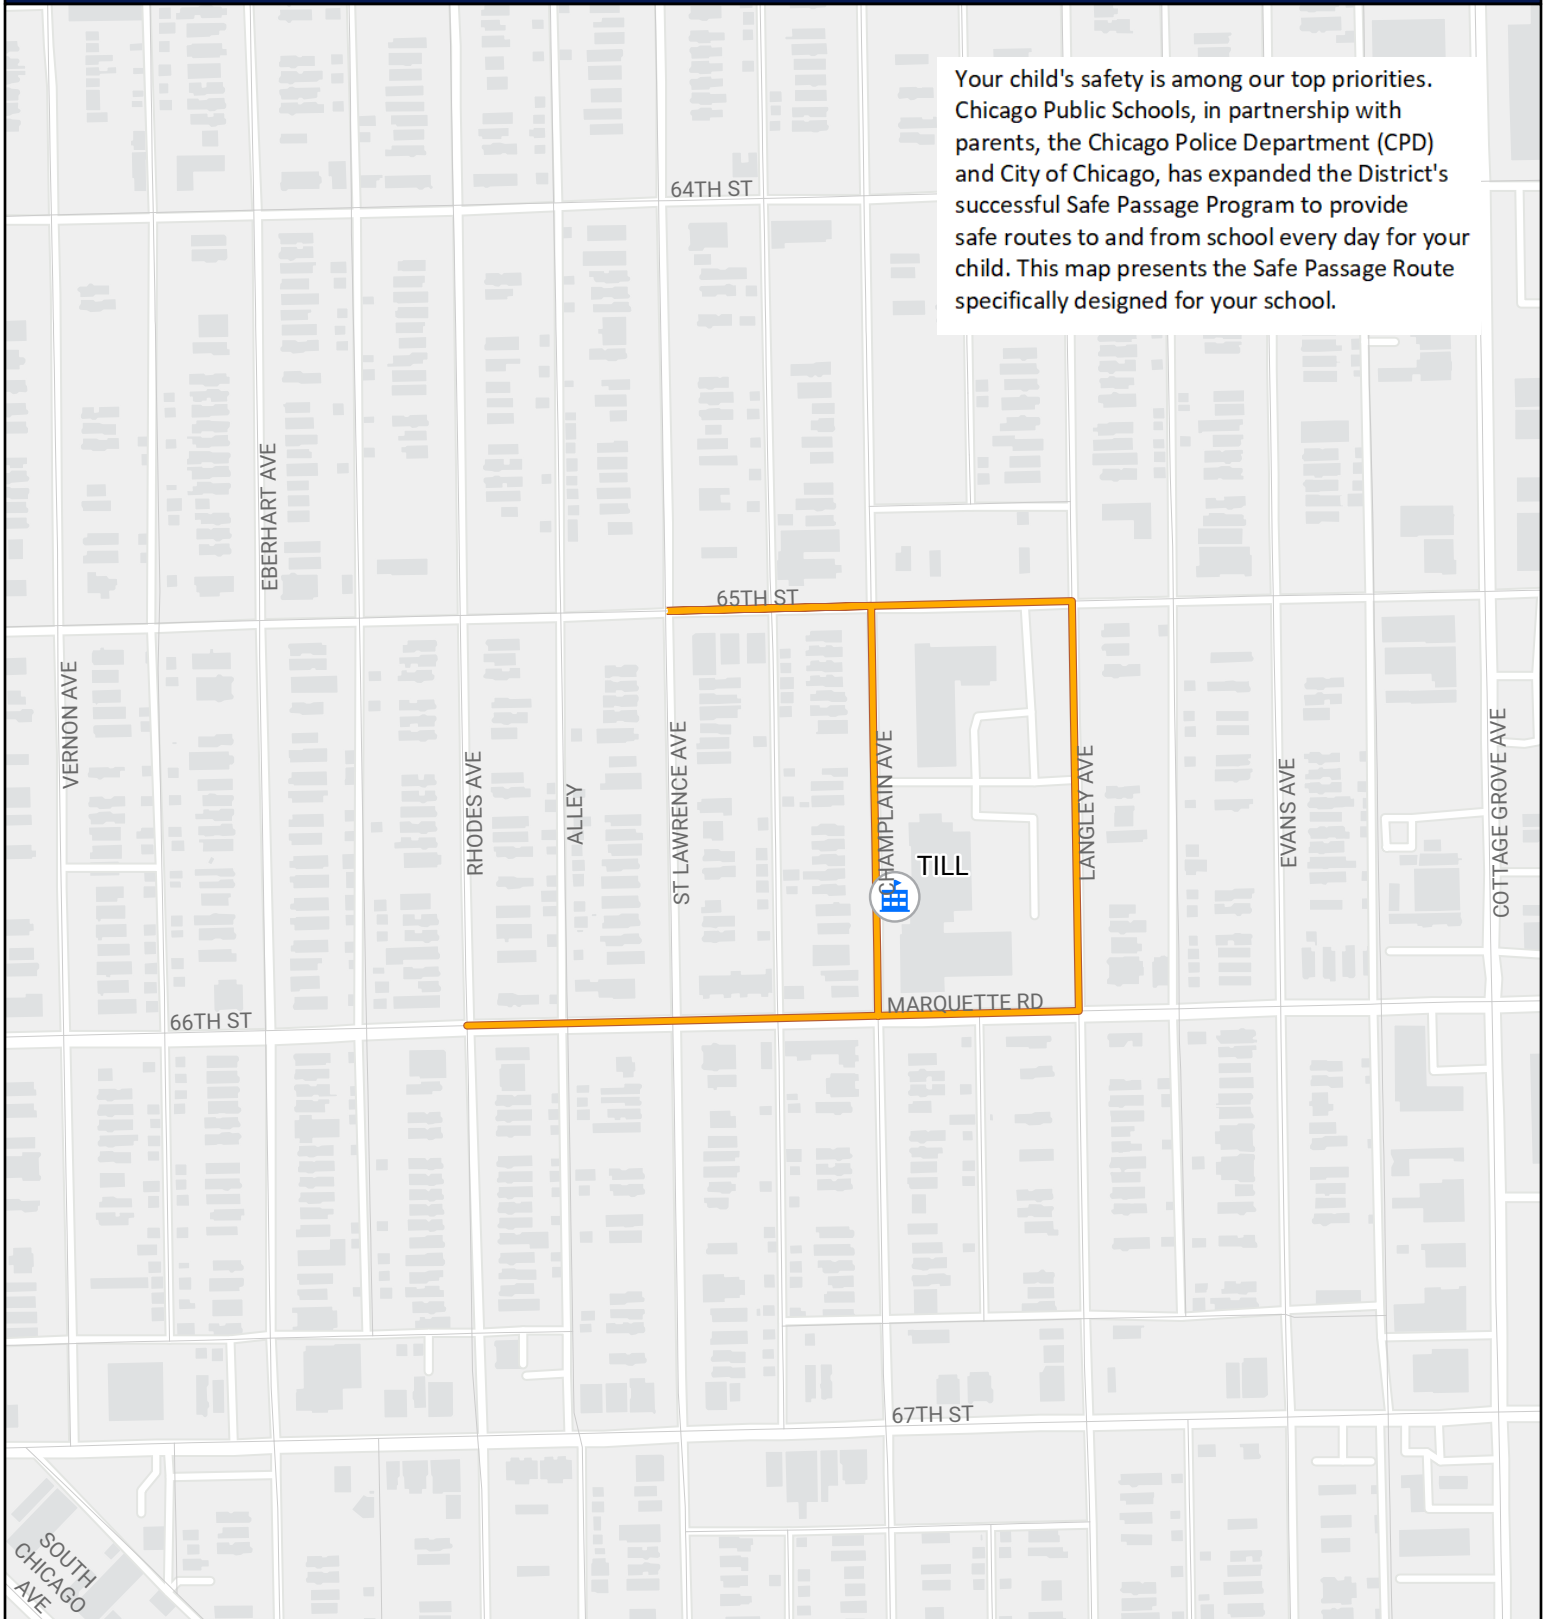 Your child's safety is among our top priorities.
Chicago Public Schools, in partnership with
parents, the Chicago Police Department (CPD)
and City of Chicago, has expanded the District's
successful Safe Passage Program to provide
safe routes to and from school every day for your
child. This map presents the Safe Passage Route
specifically designed for your school.
64TH ST
EBERHART AVE
65TH ST
VERNON AVE
RHODES AVE
ALLEY
ST LAWRENCE AVE
CHAMPLAIN AVE
TILL
LANGLEY AVE
EVANS AVE
COTTAGE GROVE AVE
66TH ST
MARQUETTE RD
67TH ST
SOUTH
CHICAGO
AVE